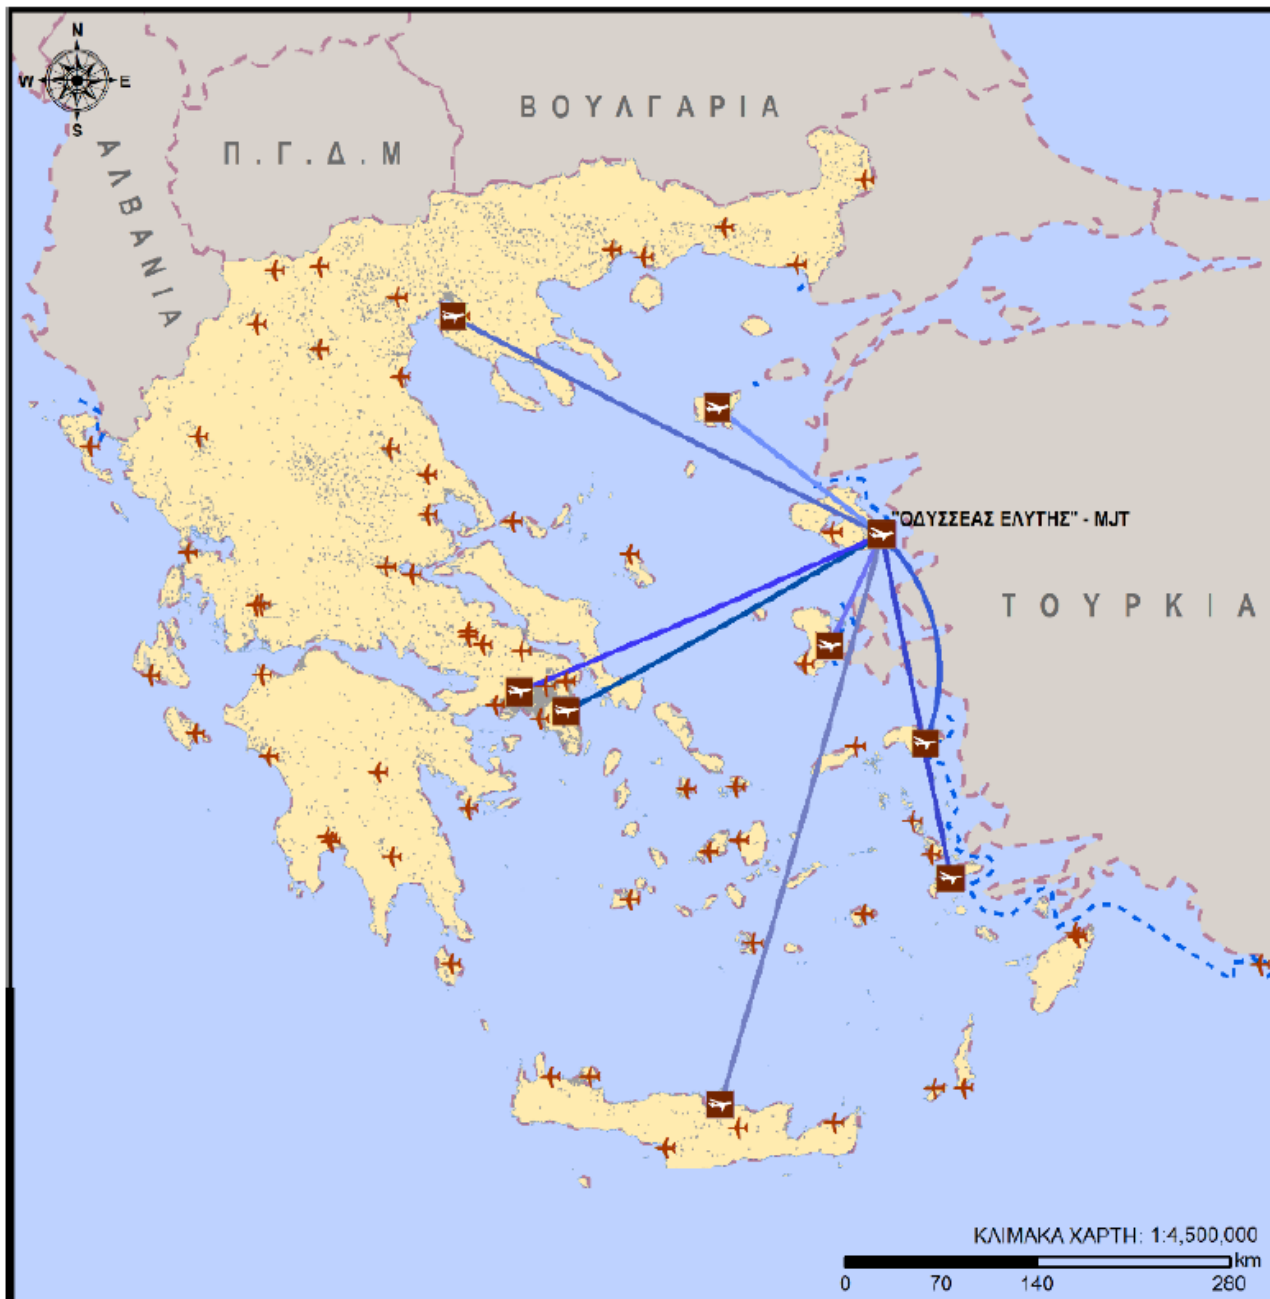 N
W E
S
ΒΟΥΛΓΑΡΙΑ
Π.Γ.Δ.Μ
ΑΛΒΑΝΙΑ
"ΟΔΥΣΣΕΑΣ ΕΛΥΤΗΣ" - MJT
ΤΟΥΡΚΙΑ
ΚΛΙΜΑΚΑ ΧΑΡΤΗ: 1:4,500,000
km
0 70 140 280